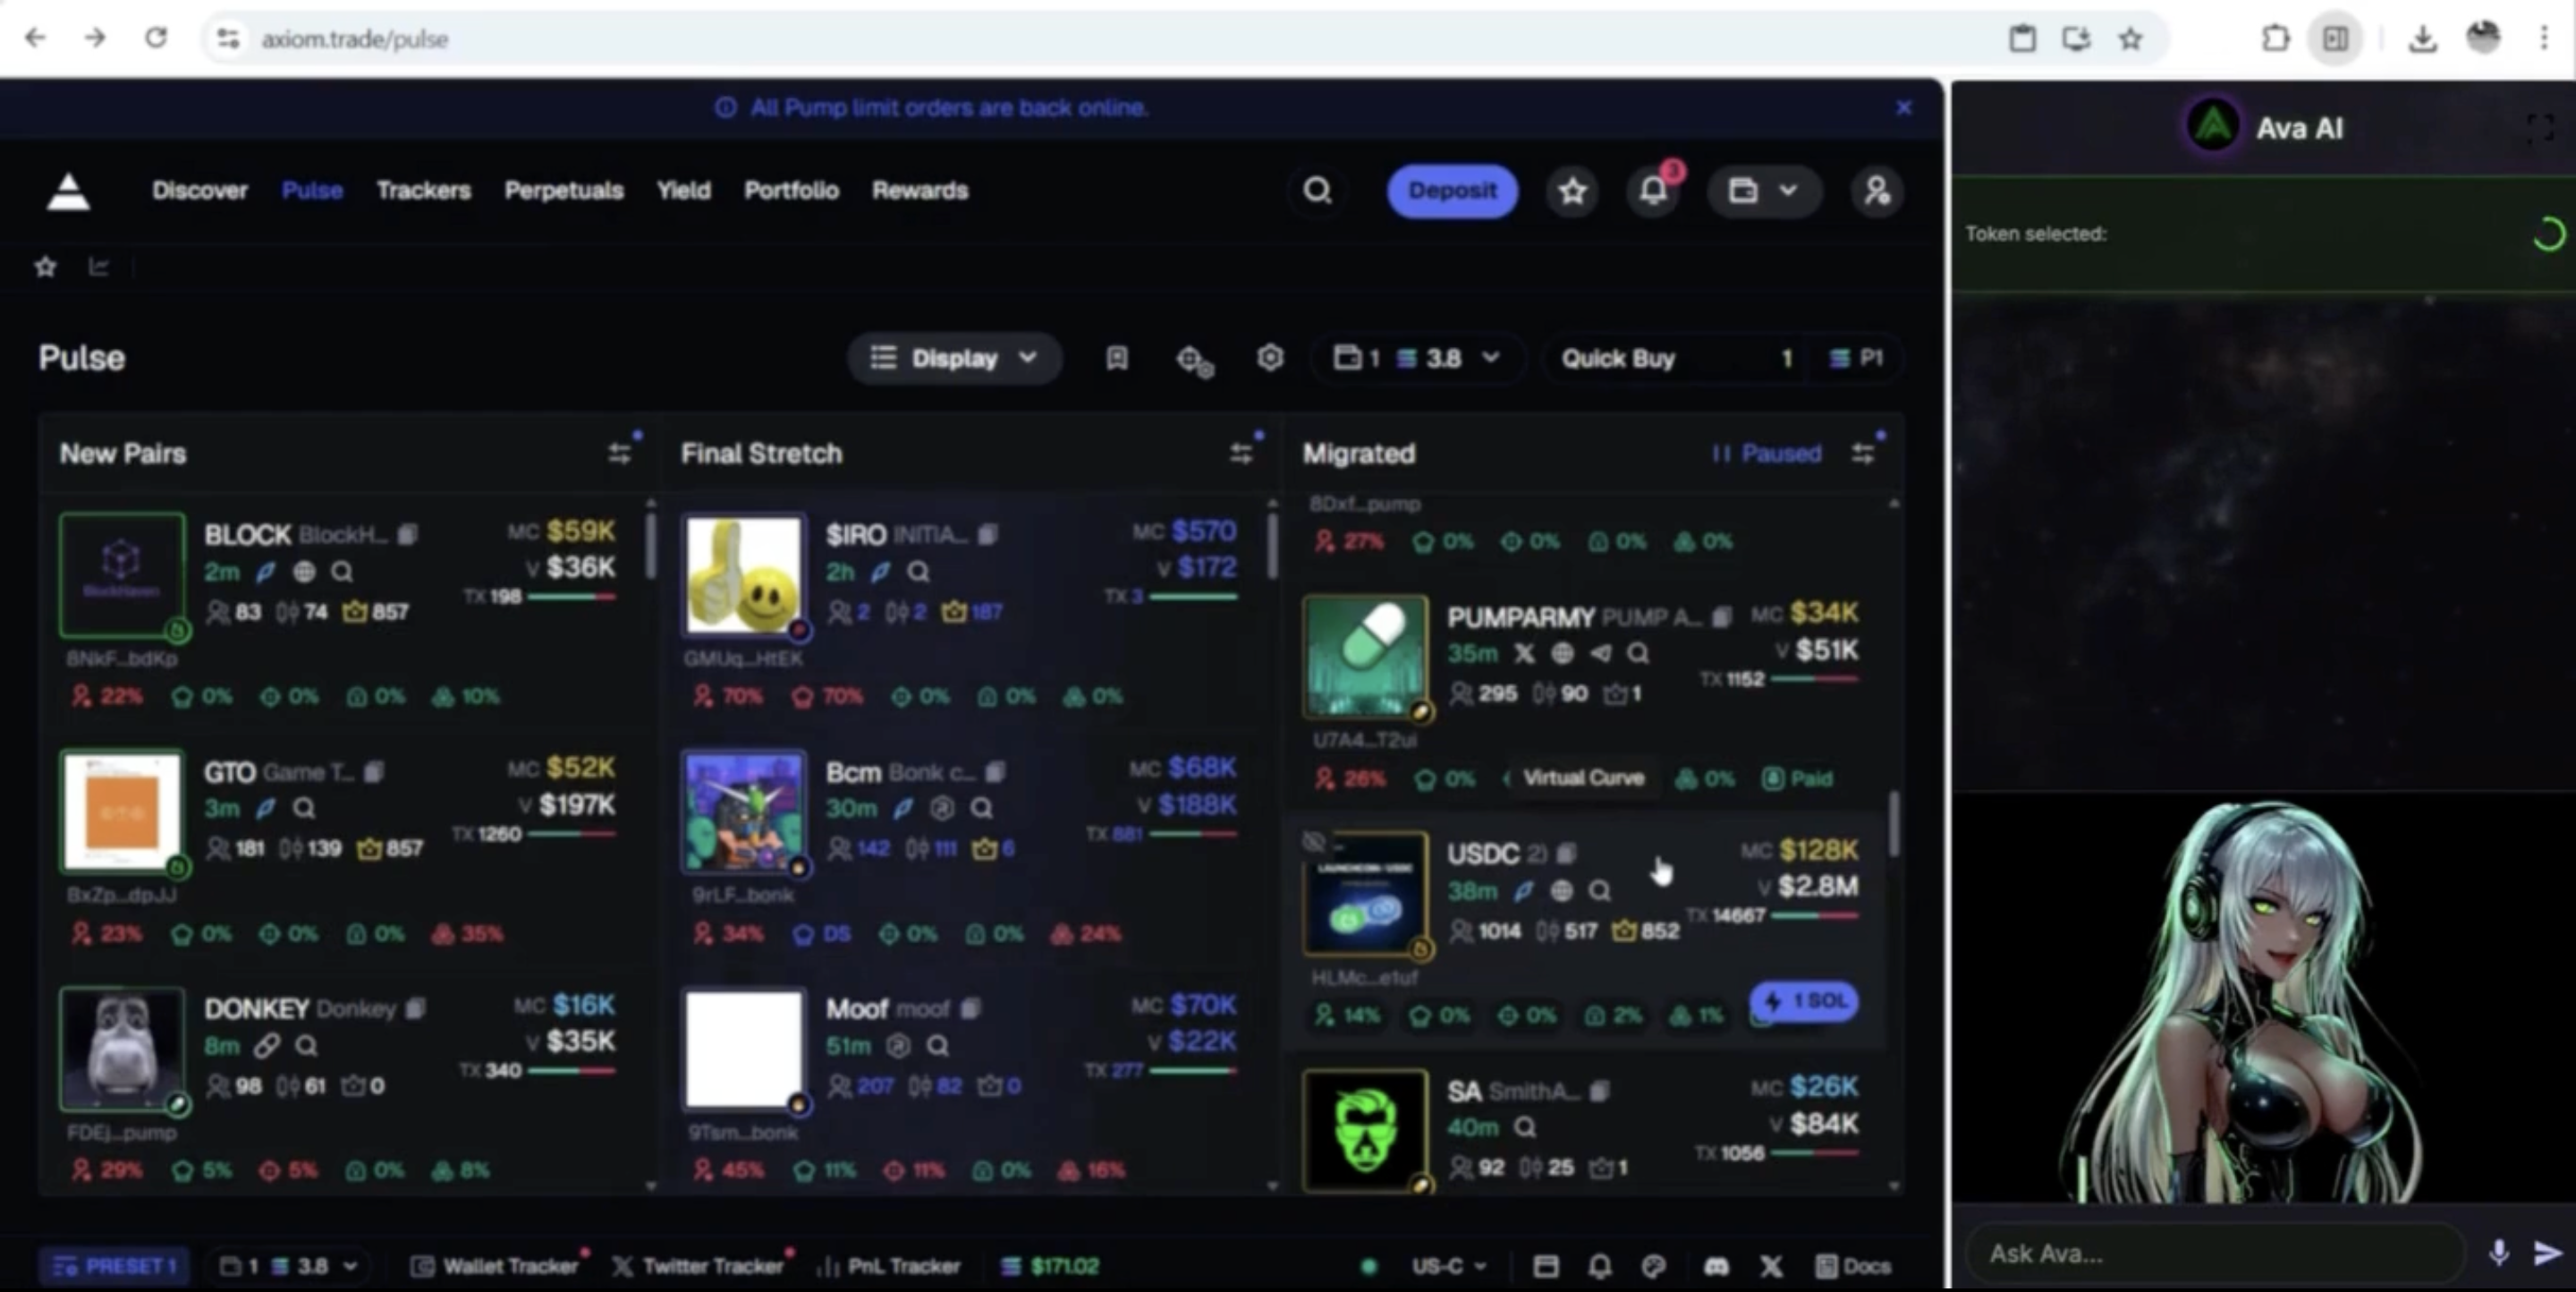 axiom.trade/pulse
All Pump limit orders are back online.
Discover Pulse Trackers Perpetuals Yield Portfolio Rewards
Deposit
3
Pulse
Display
1 3.8
Quick Buy 1 P1
New Pairs
BLOCK BlockH... MC $59K
2m V $36K
TX 198
83 74 857
BlockHaven
8NkF...bdKp
22% 0% 0% 0% 10%
GTO Game T... MC $52K
3m V $197K
TX 1260
181 139 857
BxZp...dpJJ
23% 0% 0% 0% 35%
DONKEY Donkey MC $16K
8m V $35K
TX 340
98 61 0
FDEj...pump
29% 5% 5% 0% 8%
Final Stretch
$IRO INITIA... MC $570
2h V $172
TX 3
2 2 187
GMUq...HtEK
70% 70% 0% 0% 0%
Bcm Bonk c... MC $68K
30m V $188K
TX 881
142 111 6
9rLF...bonk
34% DS 0% 0% 24%
Moof moof MC $70K
51m V $22K
TX 277
207 82 0
9Tsm...bonk
45% 11% 11% 0% 16%
Migrated Paused
8Dxf...pump
27% 0% 0% 0% 0%
PUMPARMY PUMP A... MC $34K
35m V $51K
TX 1152
295 90 1
U7A4...T2ui
26% 0% Virtual Curve 0% Paid
USDC 2) MC $128K
38m V $2.8M
TX 14667
1014 517 852
HLMc...e1uf
14% 0% 0% 2% 1% 1 SOL
SA SmithA... MC $26K
40m V $84K
TX 1056
92 25 1
PRESET 1 1 3.8 Wallet Tracker Twitter Tracker PnL Tracker $171.02 US-C Docs
Ava AI
Token selected:
Ask Ava...